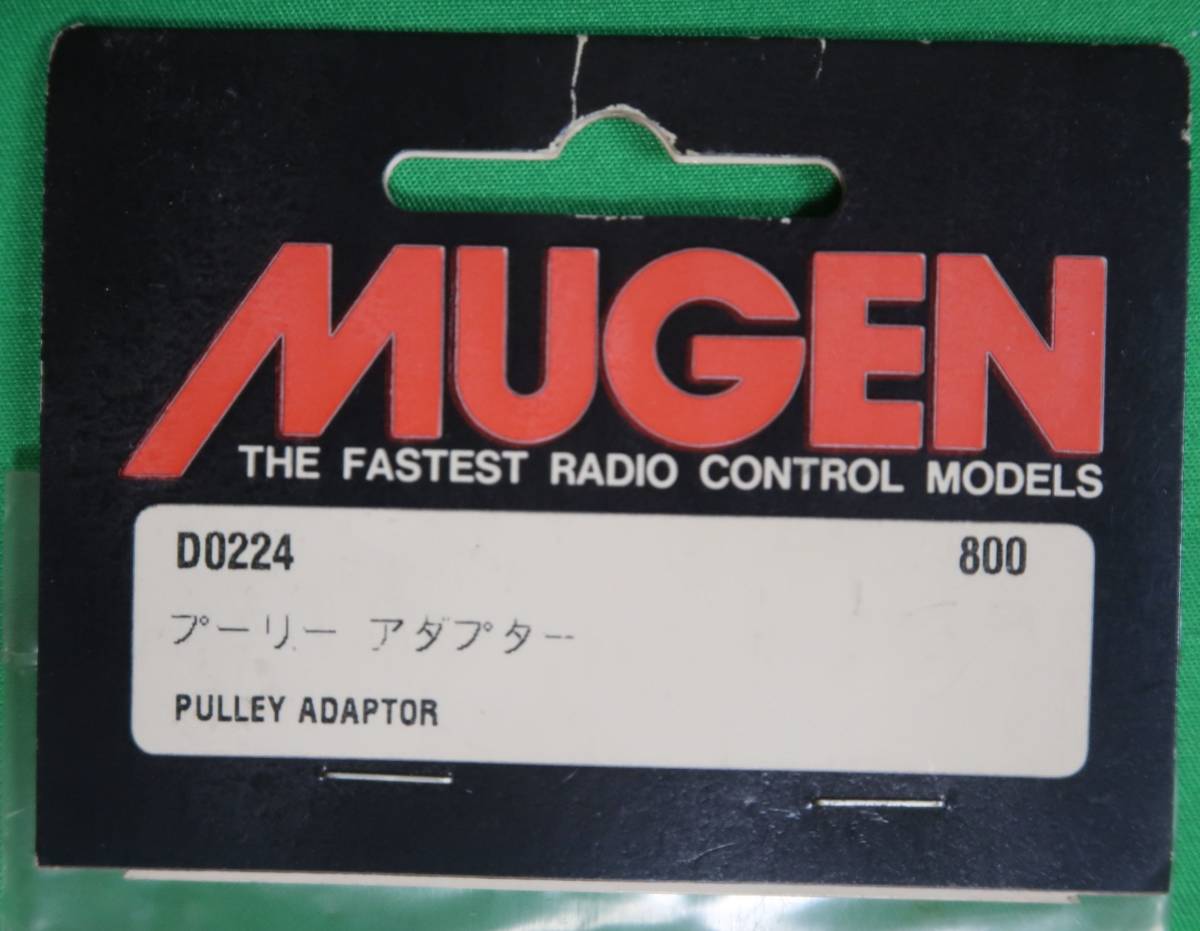 MUGEN
THE FASTEST RADIO CONTROL MODELS
D0224 800
プーリー アダプター
PULLEY ADAPTOR